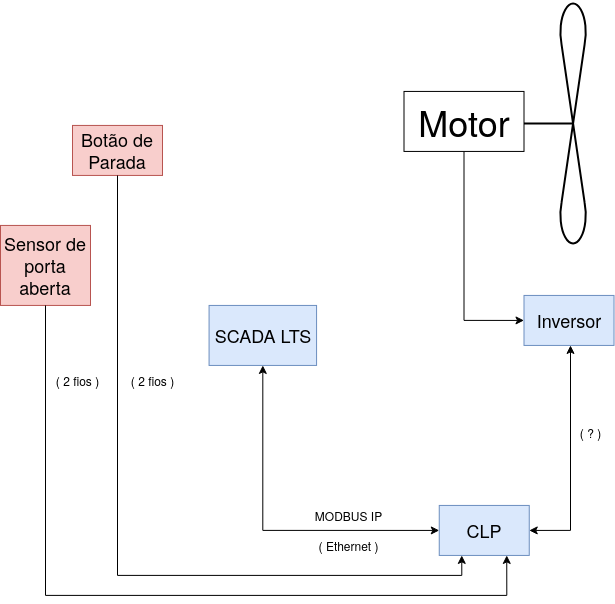 Motor
Botão de
Parada
Sensor de
porta
aberta
Inversor
SCADA LTS
( 2 fios )
( 2 fios )
( ? )
MODBUS IP
( Ethernet )
CLP